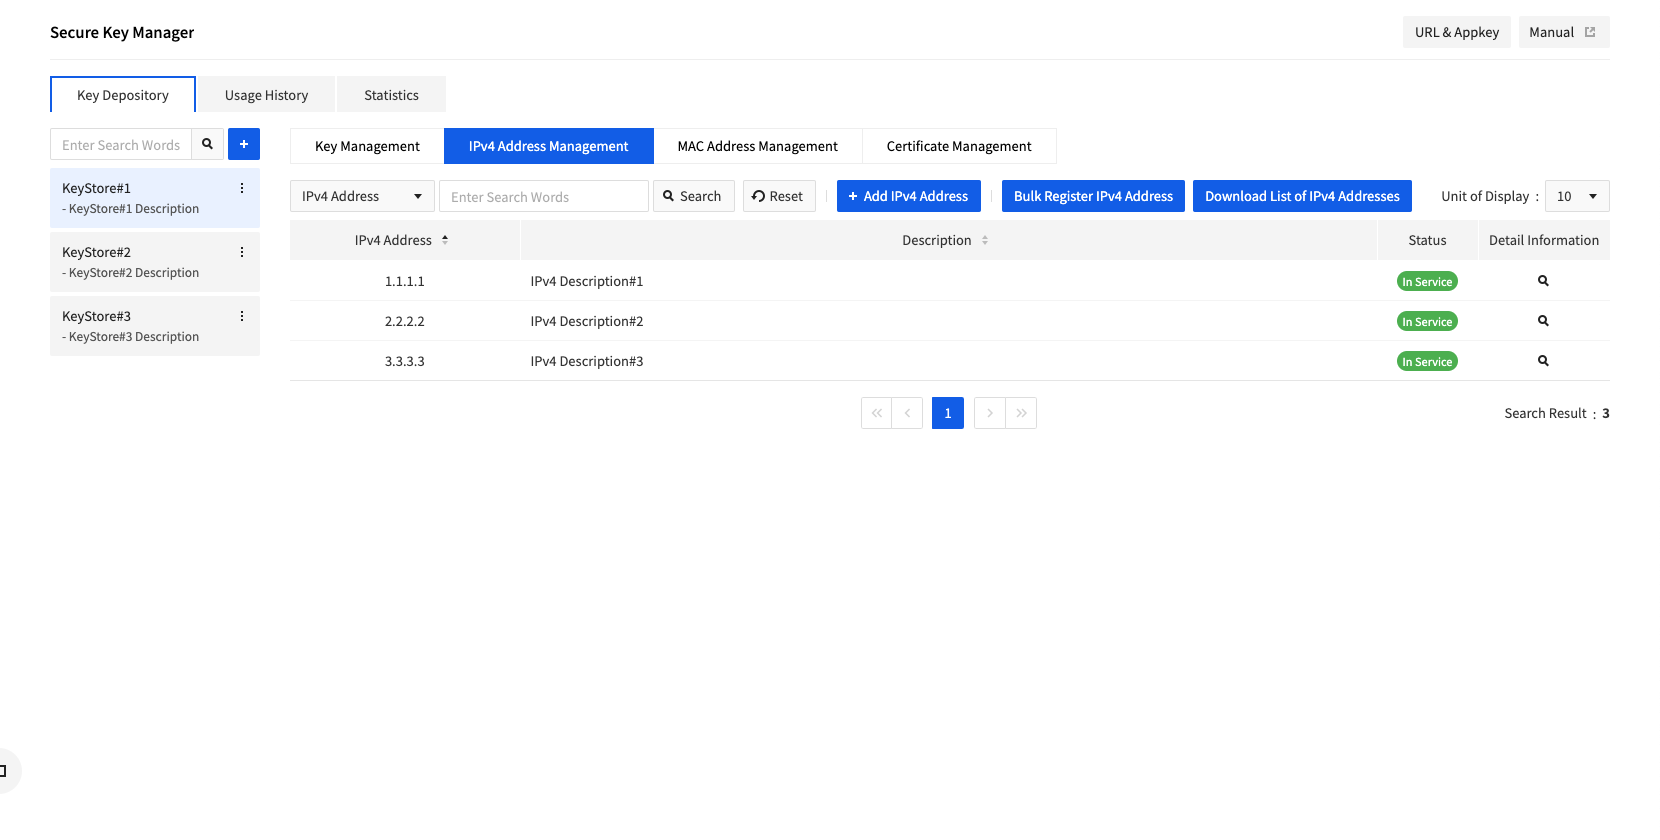 Secure Key Manager
URL & Appkey
Manual
Key Depository
Usage History
Statistics
Enter Search Words
+
KeyStore#1
- KeyStore#1 Description
KeyStore#2
- KeyStore#2 Description
KeyStore#3
- KeyStore#3 Description
Key Management
IPv4 Address Management
MAC Address Management
Certificate Management
IPv4 Address
Enter Search Words
Search
Reset
+ Add IPv4 Address
Bulk Register IPv4 Address
Download List of IPv4 Addresses
Unit of Display : 10
IPv4 Address Description Status Detail Information
1.1.1.1 IPv4 Description#1 In Service
2.2.2.2 IPv4 Description#2 In Service
3.3.3.3 IPv4 Description#3 In Service
1
Search Result : 3